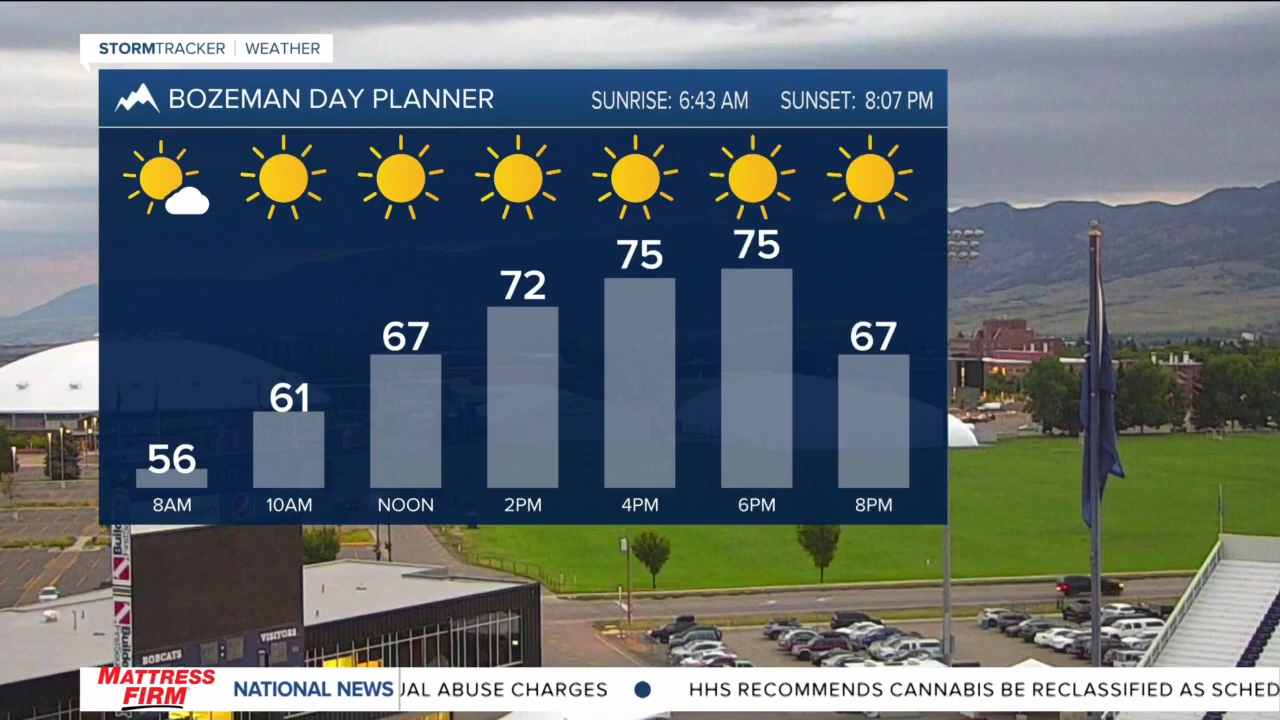 STORMTRACKER WEATHER
BOZEMAN DAY PLANNER SUNRISE: 6:43 AM SUNSET: 8:07 PM
56 61 67 72 75 75 67
8AM 10AM NOON 2PM 4PM 6PM 8PM
BOBCATS VISITORS
MATTRESS FIRM NATIONAL NEWS UAL ABUSE CHARGES HHS RECOMMENDS CANNABIS BE RECLASSIFIED AS SCHED